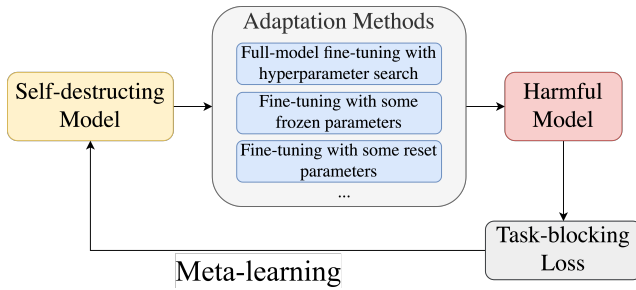 Adaptation Methods
Full-model fine-tuning with
hyperparameter search
Fine-tuning with some
frozen parameters
Fine-tuning with some reset
parameters
...
Self-destructing
Model
Harmful
Model
Task-blocking
Loss
Meta-learning